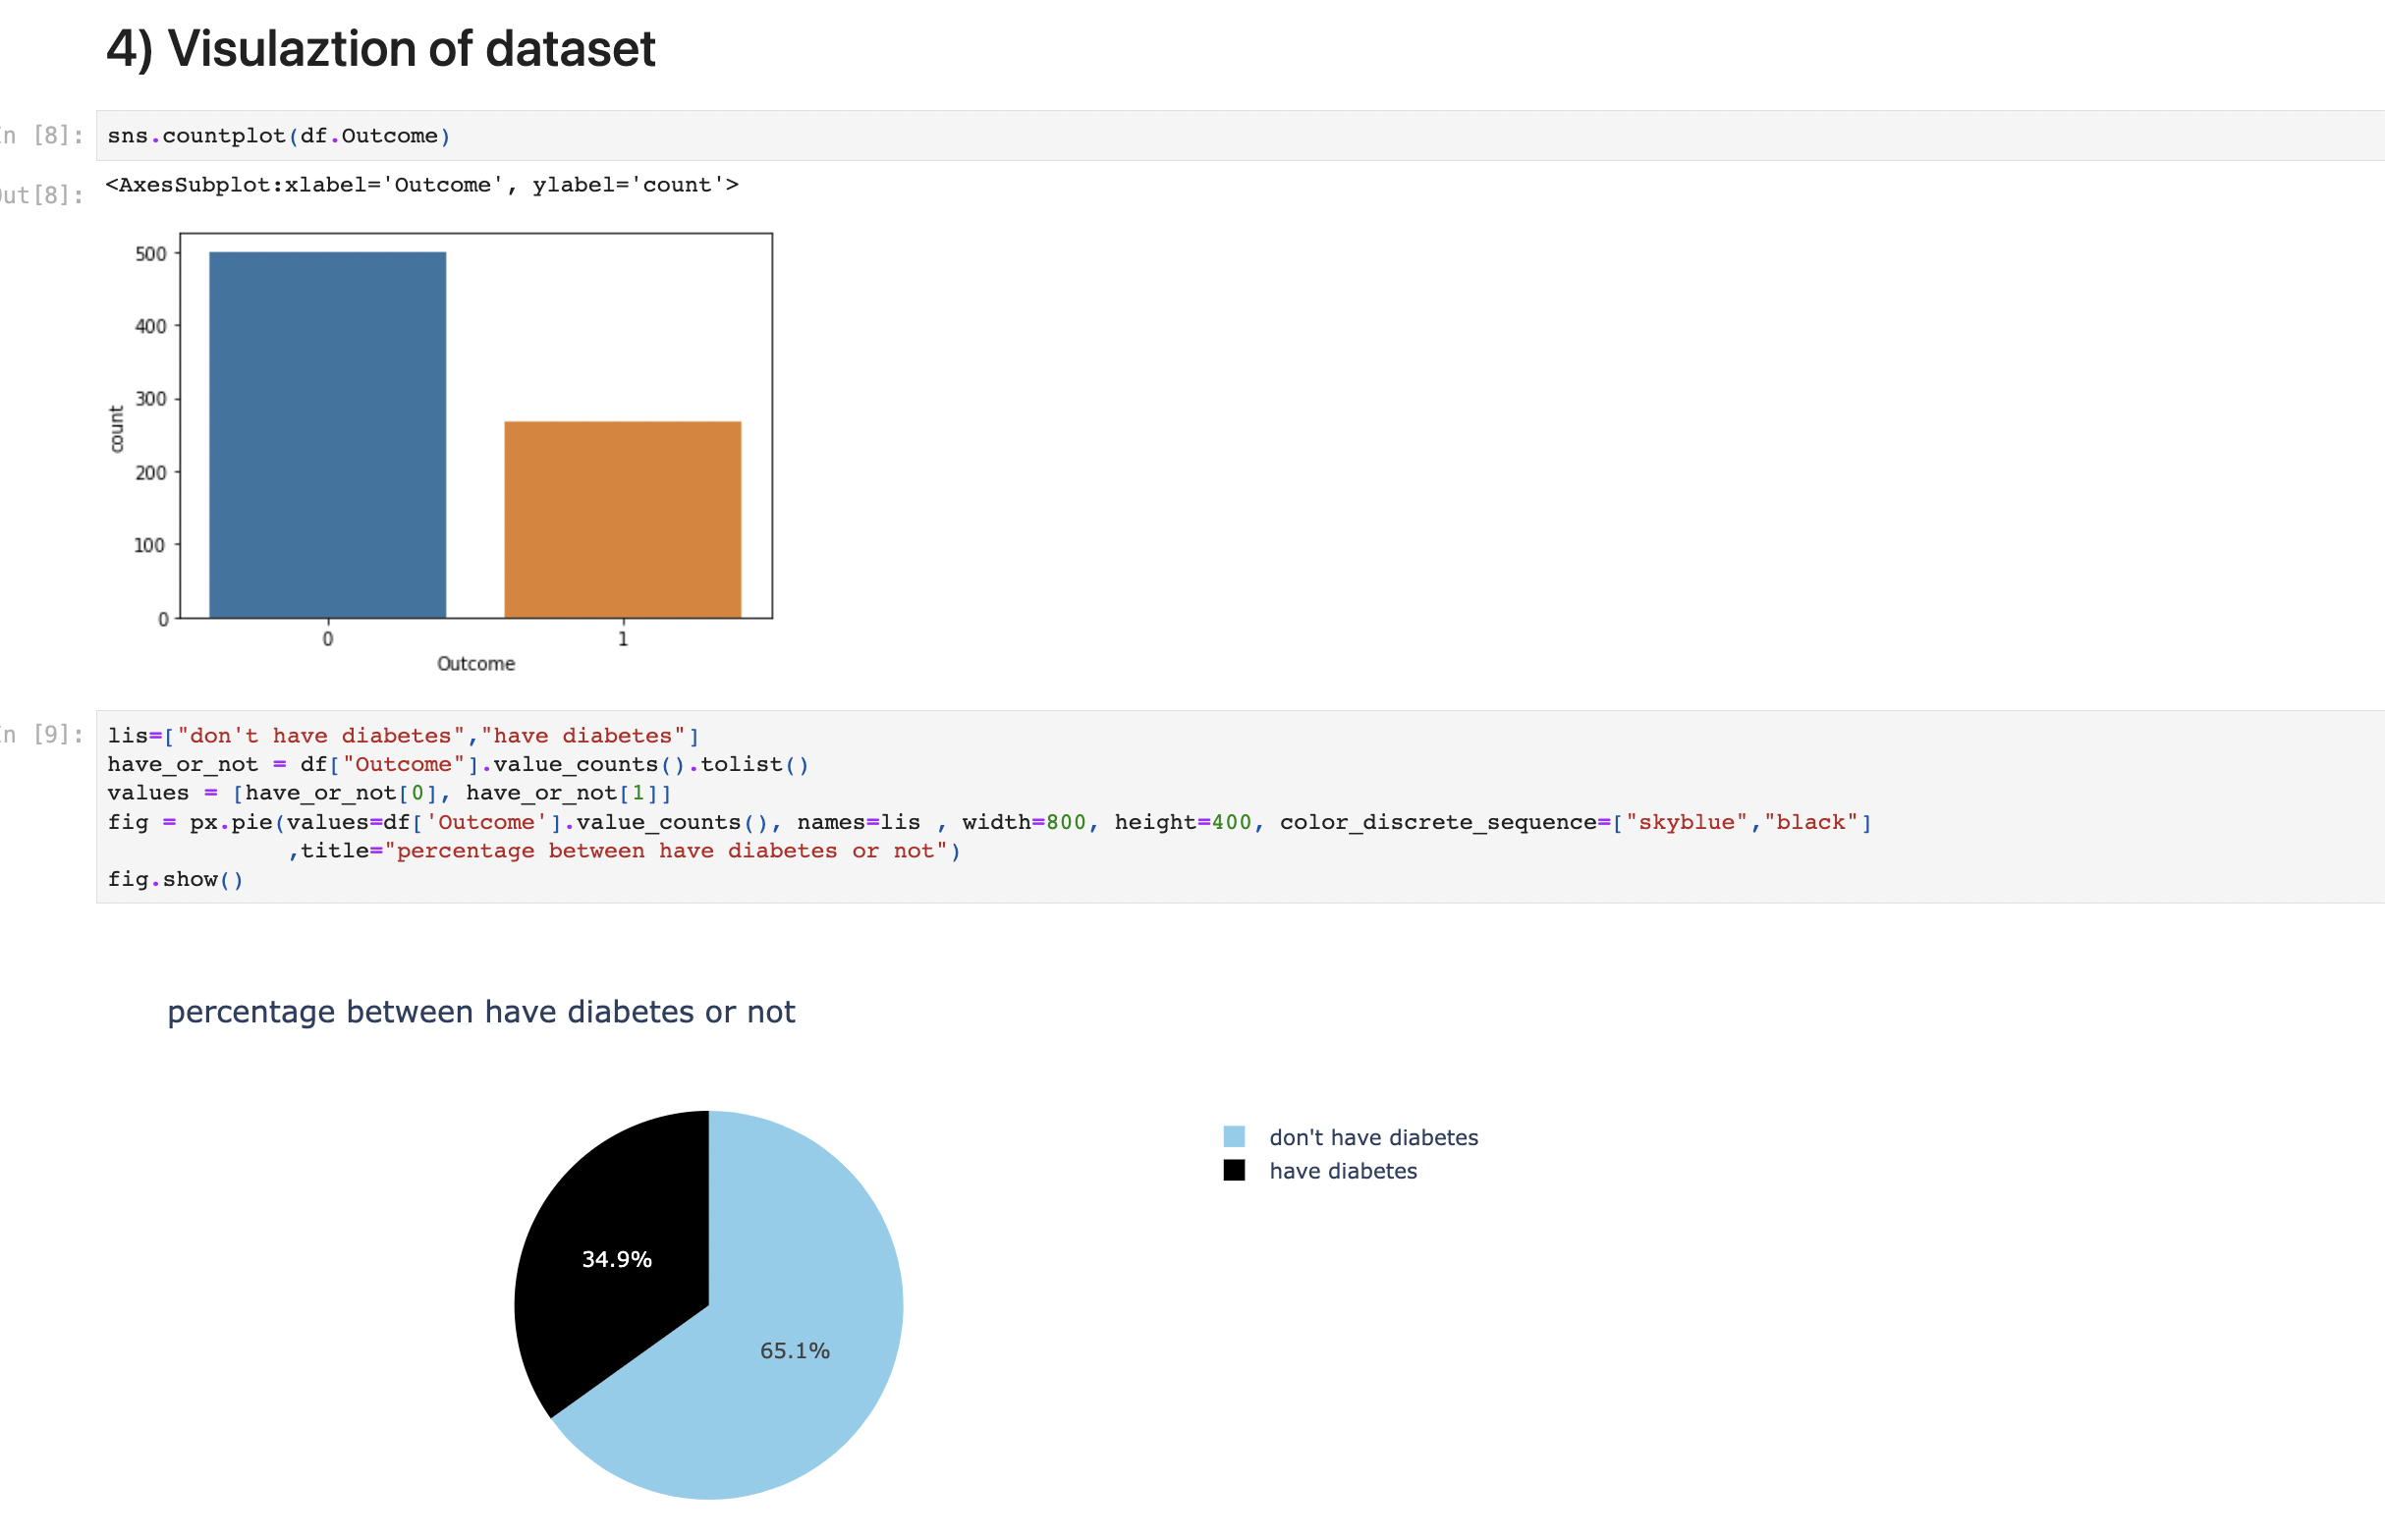 4) Visulaztion of dataset
n [8]:
sns.countplot(df.Outcome)
ut[8]:
<AxesSubplot:xlabel='Outcome', ylabel='count'>
500
400
300
200
100
0
count
0
1
Outcome
n [9]:
lis=["don't have diabetes","have diabetes"]
have_or_not = df["Outcome"].value_counts().tolist()
values = [have_or_not[0], have_or_not[1]]
fig = px.pie(values=df['Outcome'].value_counts(), names=lis , width=800, height=400, color_discrete_sequence=["skyblue","black"]
,title="percentage between have diabetes or not")
fig.show()
percentage between have diabetes or not
don't have diabetes
have diabetes
34.9%
65.1%